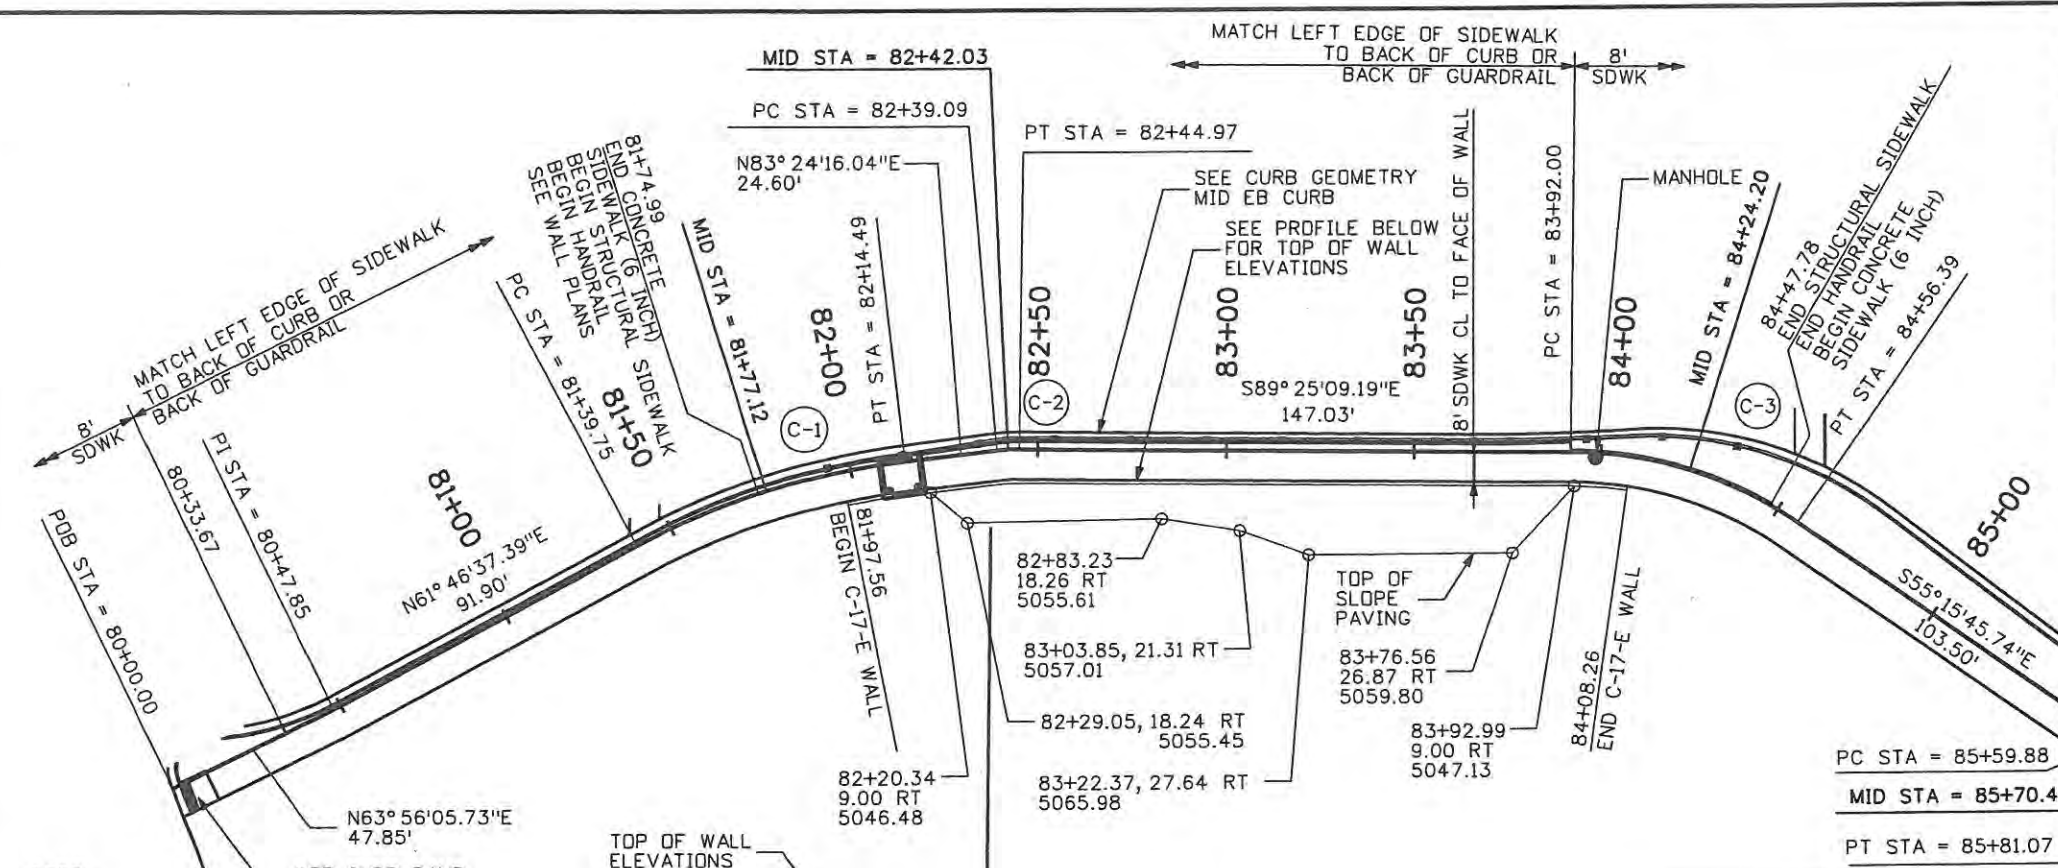 MATCH LEFT EDGE OF SIDEWALK
TO BACK OF CURB OR
BACK OF GUARDRAIL
8'
SDWK
MID STA = 82+42.03
PC STA = 82+39.09
PT STA = 82+44.97
N83° 24'16.04"E
24.60'
SEE CURB GEOMETRY
MID EB CURB
SEE PROFILE BELOW
FOR TOP OF WALL
ELEVATIONS
8' SDWK CL TO FACE OF WALL
PC STA = 83+92.00
MANHOLE
MID STA = 84+24.20
84+47.78
END STRUCTURAL SIDEWALK
END HANDRAIL
BEGIN CONCRETE
SIDEWALK (6 INCH)
PT STA = 84+56.39
81+74.99
END CONCRETE
SIDEWALK (6 INCH)
BEGIN STRUCTURAL SIDEWALK
BEGIN HANDRAIL
SEE WALL PLANS
MID STA = 81+77.12
PT STA = 82+14.49
PC STA = 81+39.75
MATCH LEFT EDGE OF SIDEWALK
TO BACK OF CURB OR
BACK OF GUARDRAIL
8'
SDWK
81+00
81+50
82+00
82+50
83+00
83+50
84+00
85+00
C-1
C-2
C-3
S89° 25'09.19"E
147.03'
POB STA = 80+00.00
80+33.67
PI STA = 80+47.85
N61° 46'37.39"E
91.90'
81+97.56
BEGIN C-17-E WALL
82+83.23
18.26 RT
5055.61
83+03.85, 21.31 RT
5057.01
82+29.05, 18.24 RT
5055.45
83+22.37, 27.64 RT
5065.98
82+20.34
9.00 RT
5046.48
TOP OF
SLOPE
PAVING
83+76.56
26.87 RT
5059.80
83+92.99
9.00 RT
5047.13
84+08.26
END C-17-E WALL
S55° 15'45.74"E
103.50'
PC STA = 85+59.88
MID STA = 85+70.4
PT STA = 85+81.07
N63° 56'05.73"E
47.85'
TOP OF WALL
ELEVATIONS